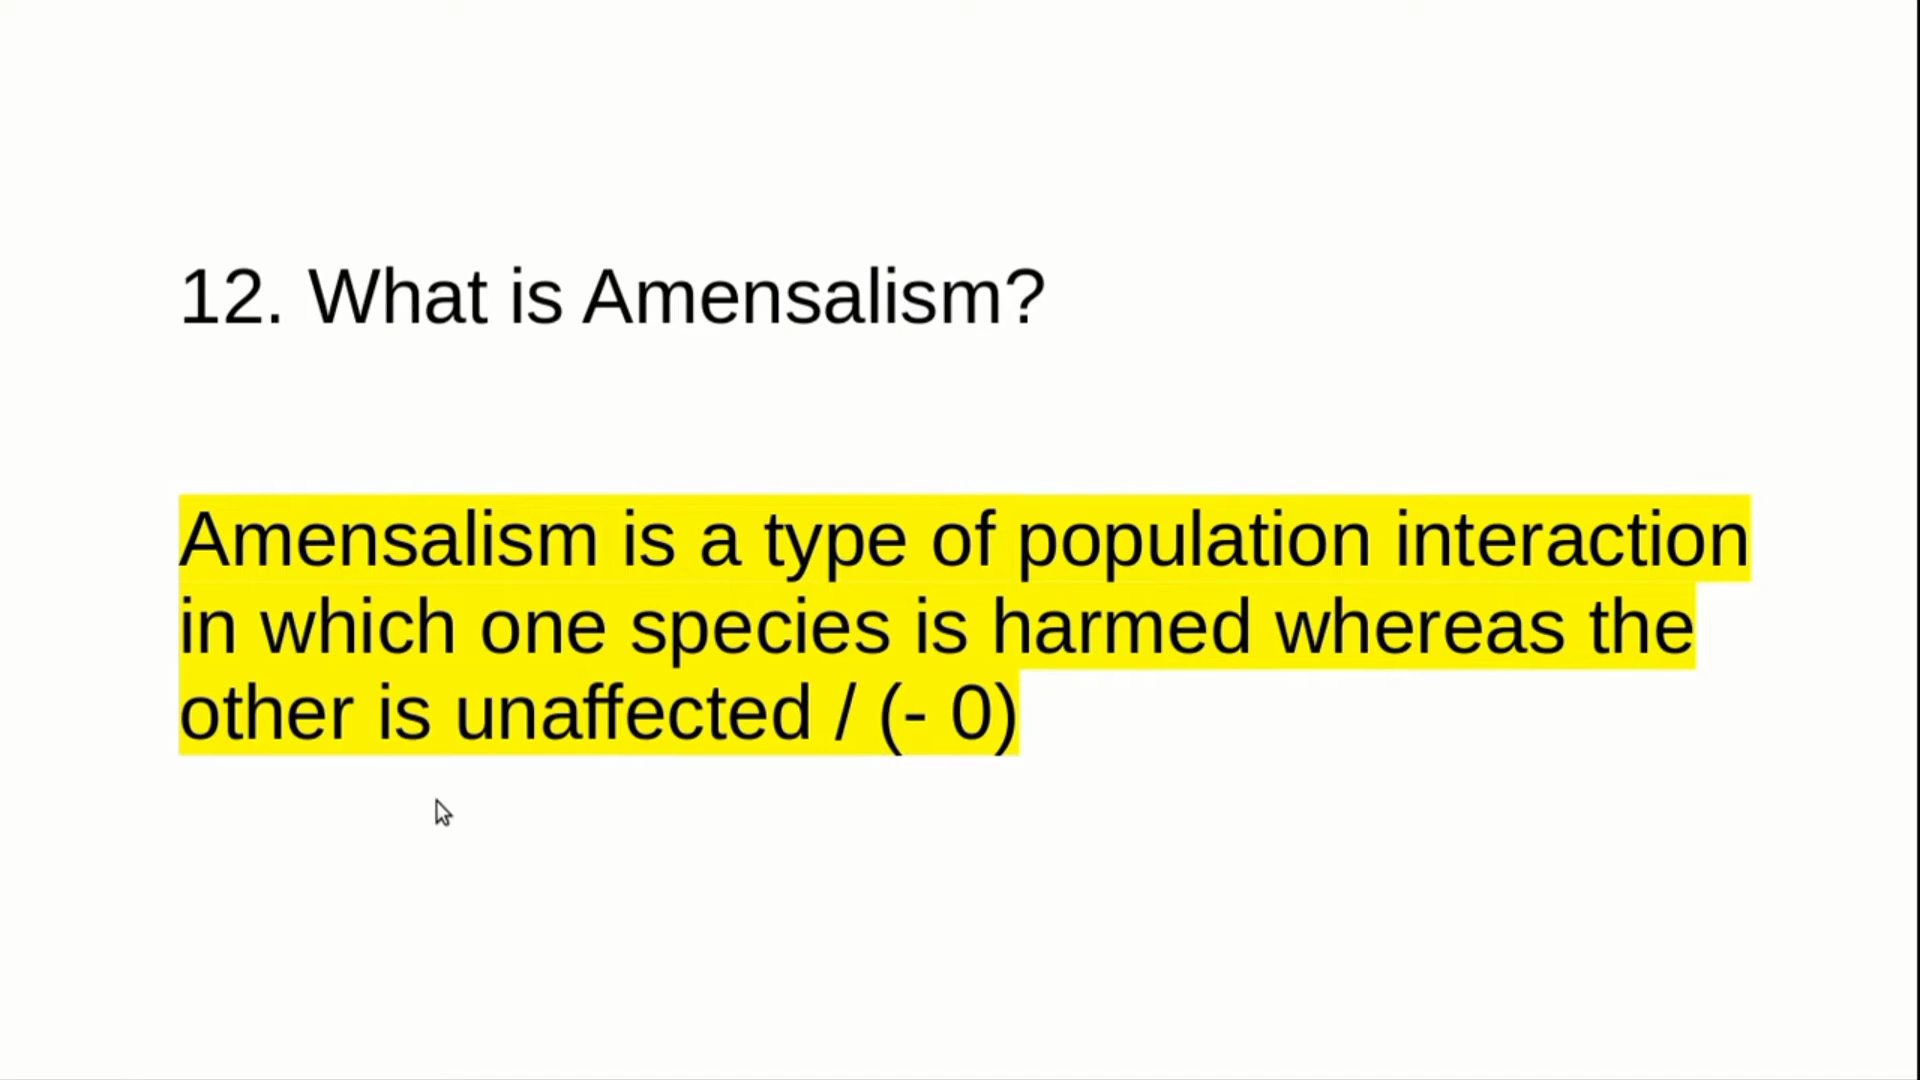 12. What is Amensalism?
Amensalism is a type of population interaction
in which one species is harmed whereas the
other is unaffected / (- 0)